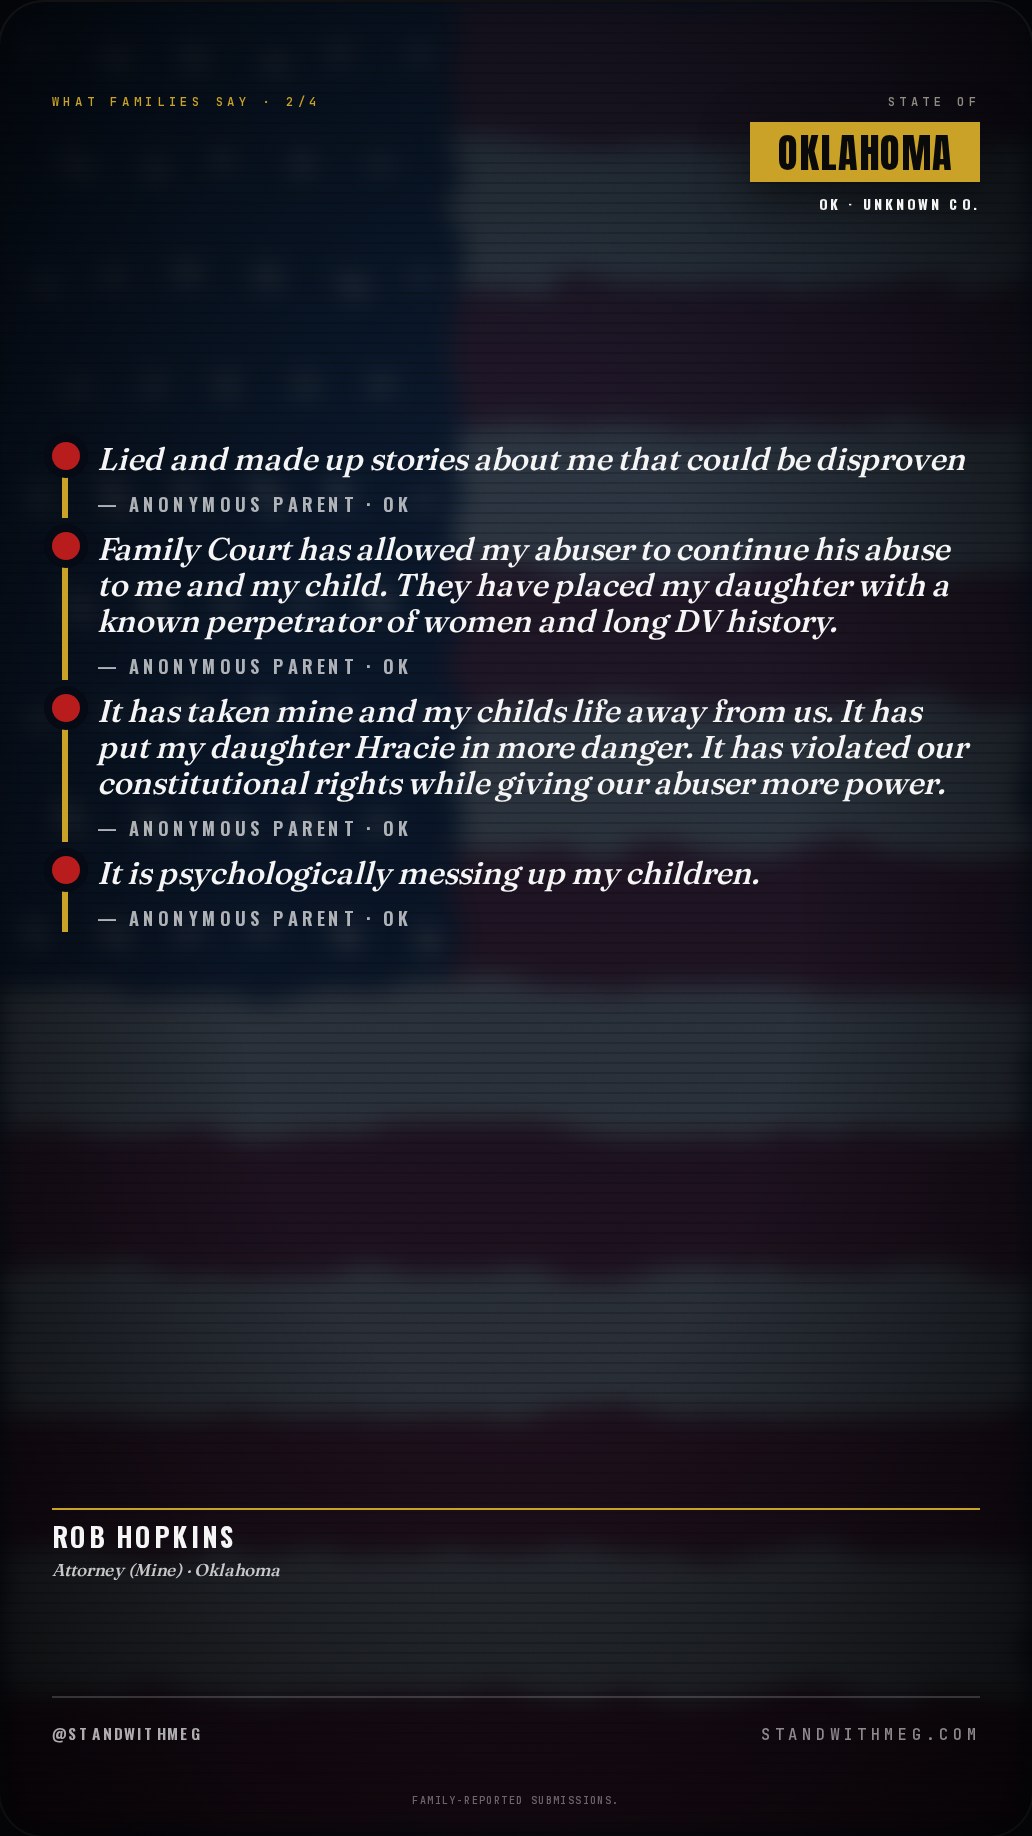 WHAT FAMILIES SAY · 2/4
STATE OF
OKLAHOMA
OK · UNKNOWN CO.
Lied and made up stories about me that could be disproven
— ANONYMOUS PARENT · OK
Family Court has allowed my abuser to continue his abuse
to me and my child. They have placed my daughter with a
known perpetrator of women and long DV history.
— ANONYMOUS PARENT · OK
It has taken mine and my childs life away from us. It has
put my daughter Hracie in more danger. It has violated our
constitutional rights while giving our abuser more power.
— ANONYMOUS PARENT · OK
It is psychologically messing up my children.
— ANONYMOUS PARENT · OK
ROB HOPKINS
Attorney (Mine) · Oklahoma
@STANDWITHMEG
STANDWITHMEG.COM
FAMILY-REPORTED SUBMISSIONS.